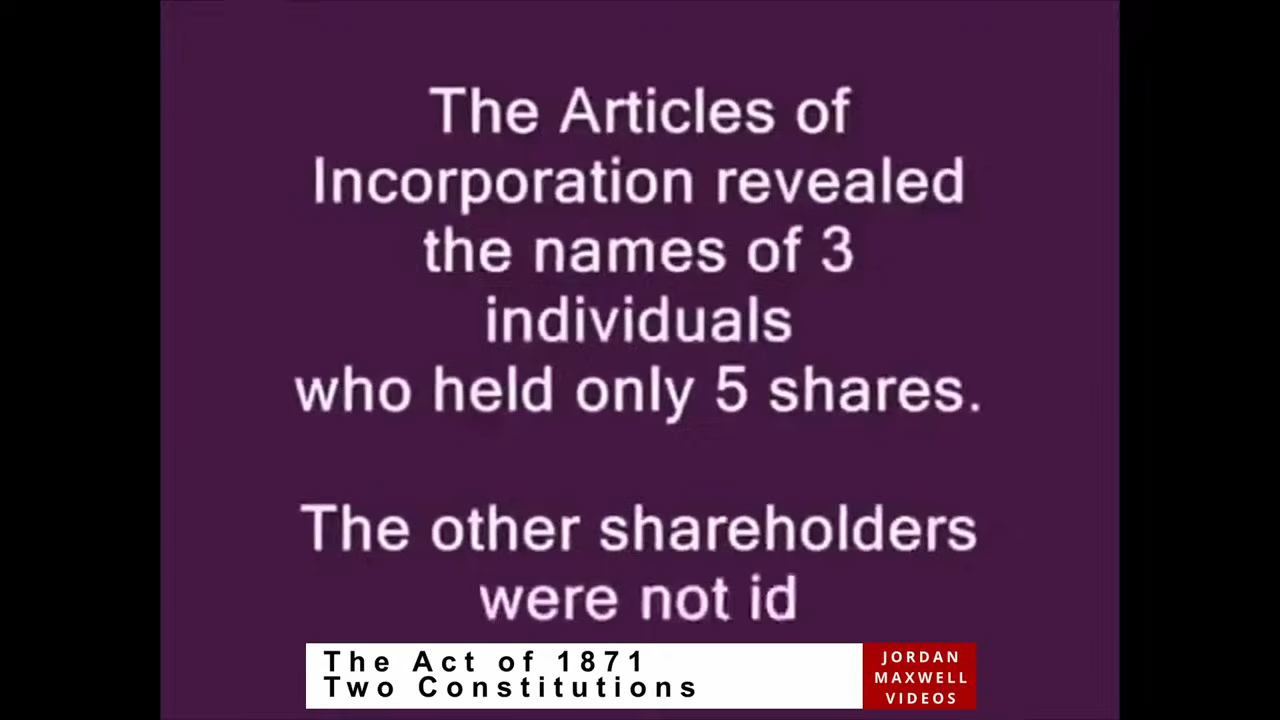 The Articles of
Incorporation revealed
the names of 3
individuals
who held only 5 shares.
The other shareholders
were not id
The Act of 1871
Two Constitutions
JORDAN
MAXWELL
VIDEOS